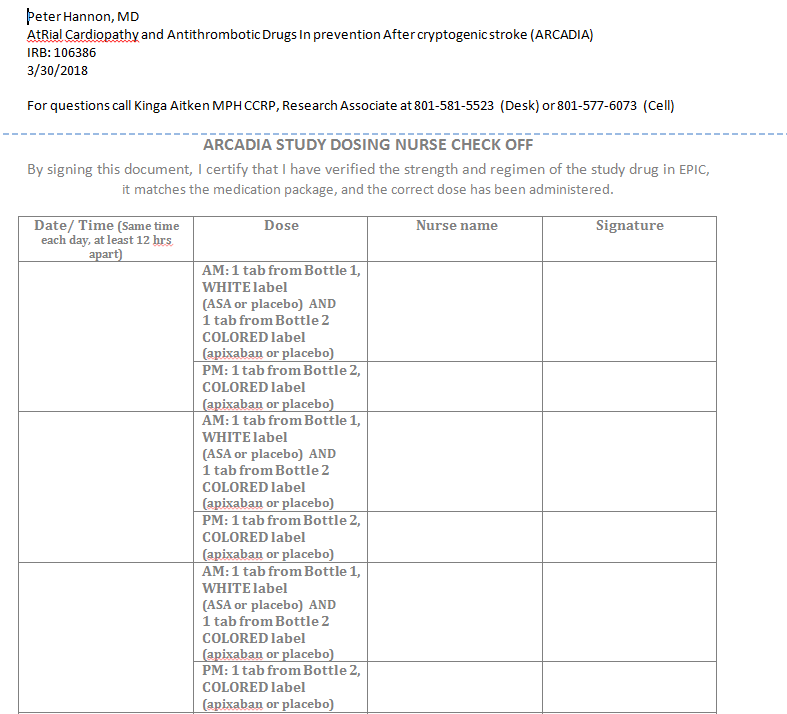 Peter Hannon, MD
AtRial Cardiopathy and Antithrombotic Drugs In prevention After cryptogenic stroke (ARCADIA)
IRB: 106386
3/30/2018
For questions call Kinga Aitken MPH CCRP, Research Associate at 801-581-5523  (Desk) or 801-577-6073  (Cell)
ARCADIA STUDY DOSING NURSE CHECK OFF
By signing this document, I certify that I have verified the strength and regimen of the study drug in EPIC,
it matches the medication package, and the correct dose has been administered.
Date/ Time (Same time
each day, at least 12 hrs
apart)
Dose
Nurse name
Signature
AM: 1 tab from Bottle 1,
WHITE label
(ASA or placebo)  AND
1 tab from Bottle 2
COLORED label
(apixaban or placebo)
PM: 1 tab from Bottle 2,
COLORED label
(apixaban or placebo)
AM: 1 tab from Bottle 1,
WHITE label
(ASA or placebo)  AND
1 tab from Bottle 2
COLORED label
(apixaban or placebo)
PM: 1 tab from Bottle 2,
COLORED label
(apixaban or placebo)
AM: 1 tab from Bottle 1,
WHITE label
(ASA or placebo)  AND
1 tab from Bottle 2
COLORED label
(apixaban or placebo)
PM: 1 tab from Bottle 2,
COLORED label
(apixaban or placebo)